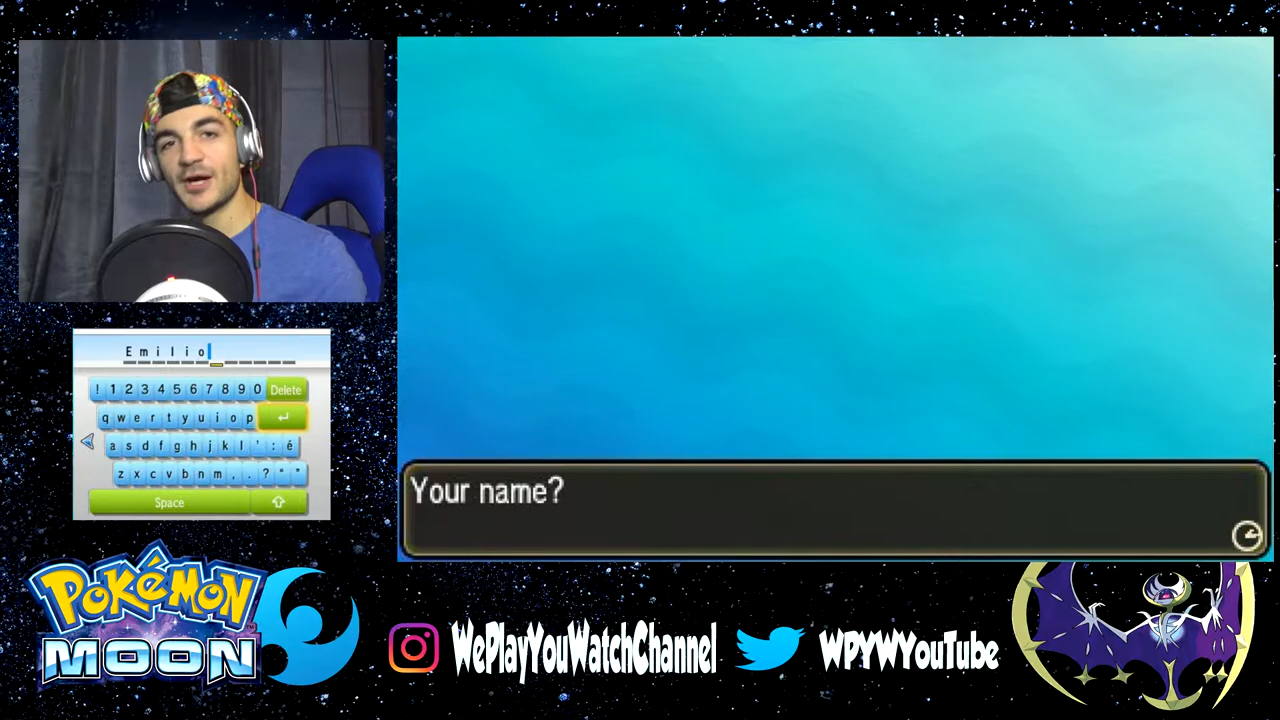 Emilio
! 1 2 3 4 5 6 7 8 9 0 Delete
q w e r t y u i o p
a s d f g h j k l ' : é
z x c v b n m , . ? “ ”
Space
Your name?
POKÉMON
MOON
WePlayYouWatchChannel
WPYWYouTube